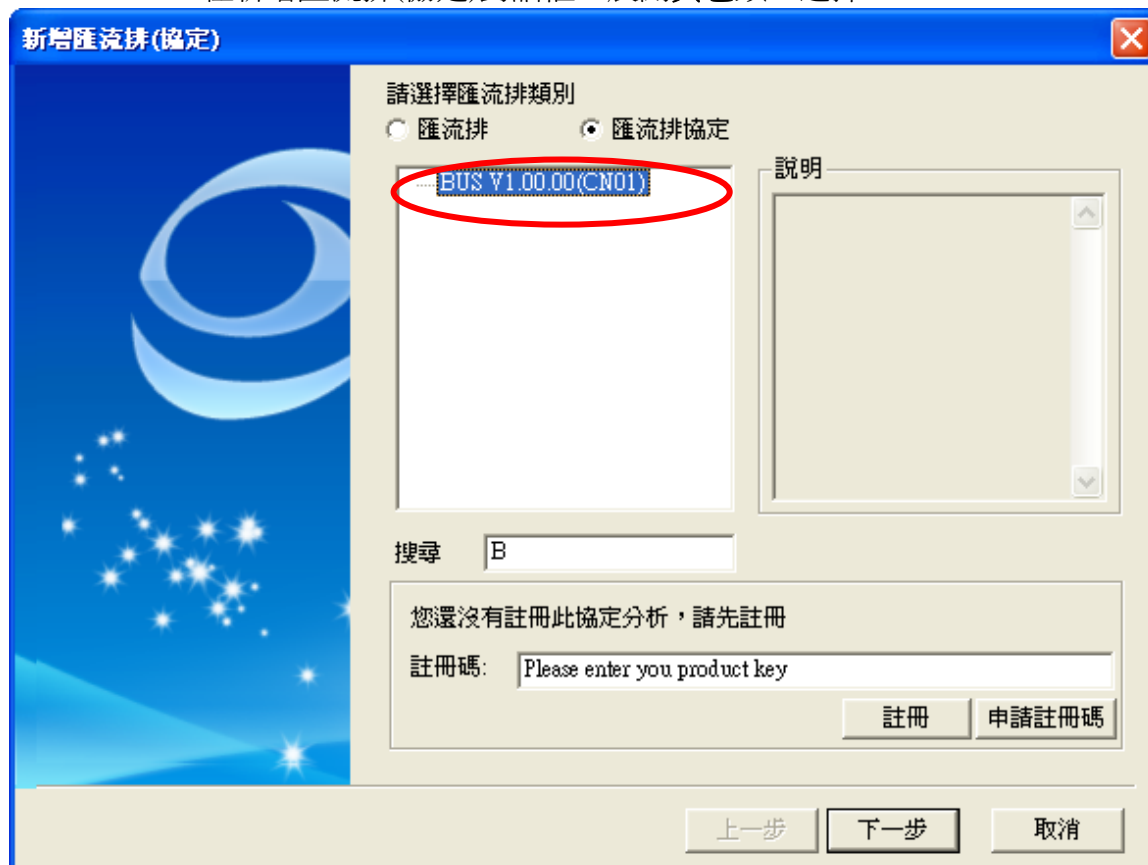 新增匯流排(協定)
請選擇匯流排類別
匯流排 匯流排協定
BUS V1.00.00(CN01)
說明
搜尋 B
您還沒有註冊此協定分析，請先註冊
註冊碼: Please enter you product key
註冊 申請註冊碼
上一步 下一步 取消